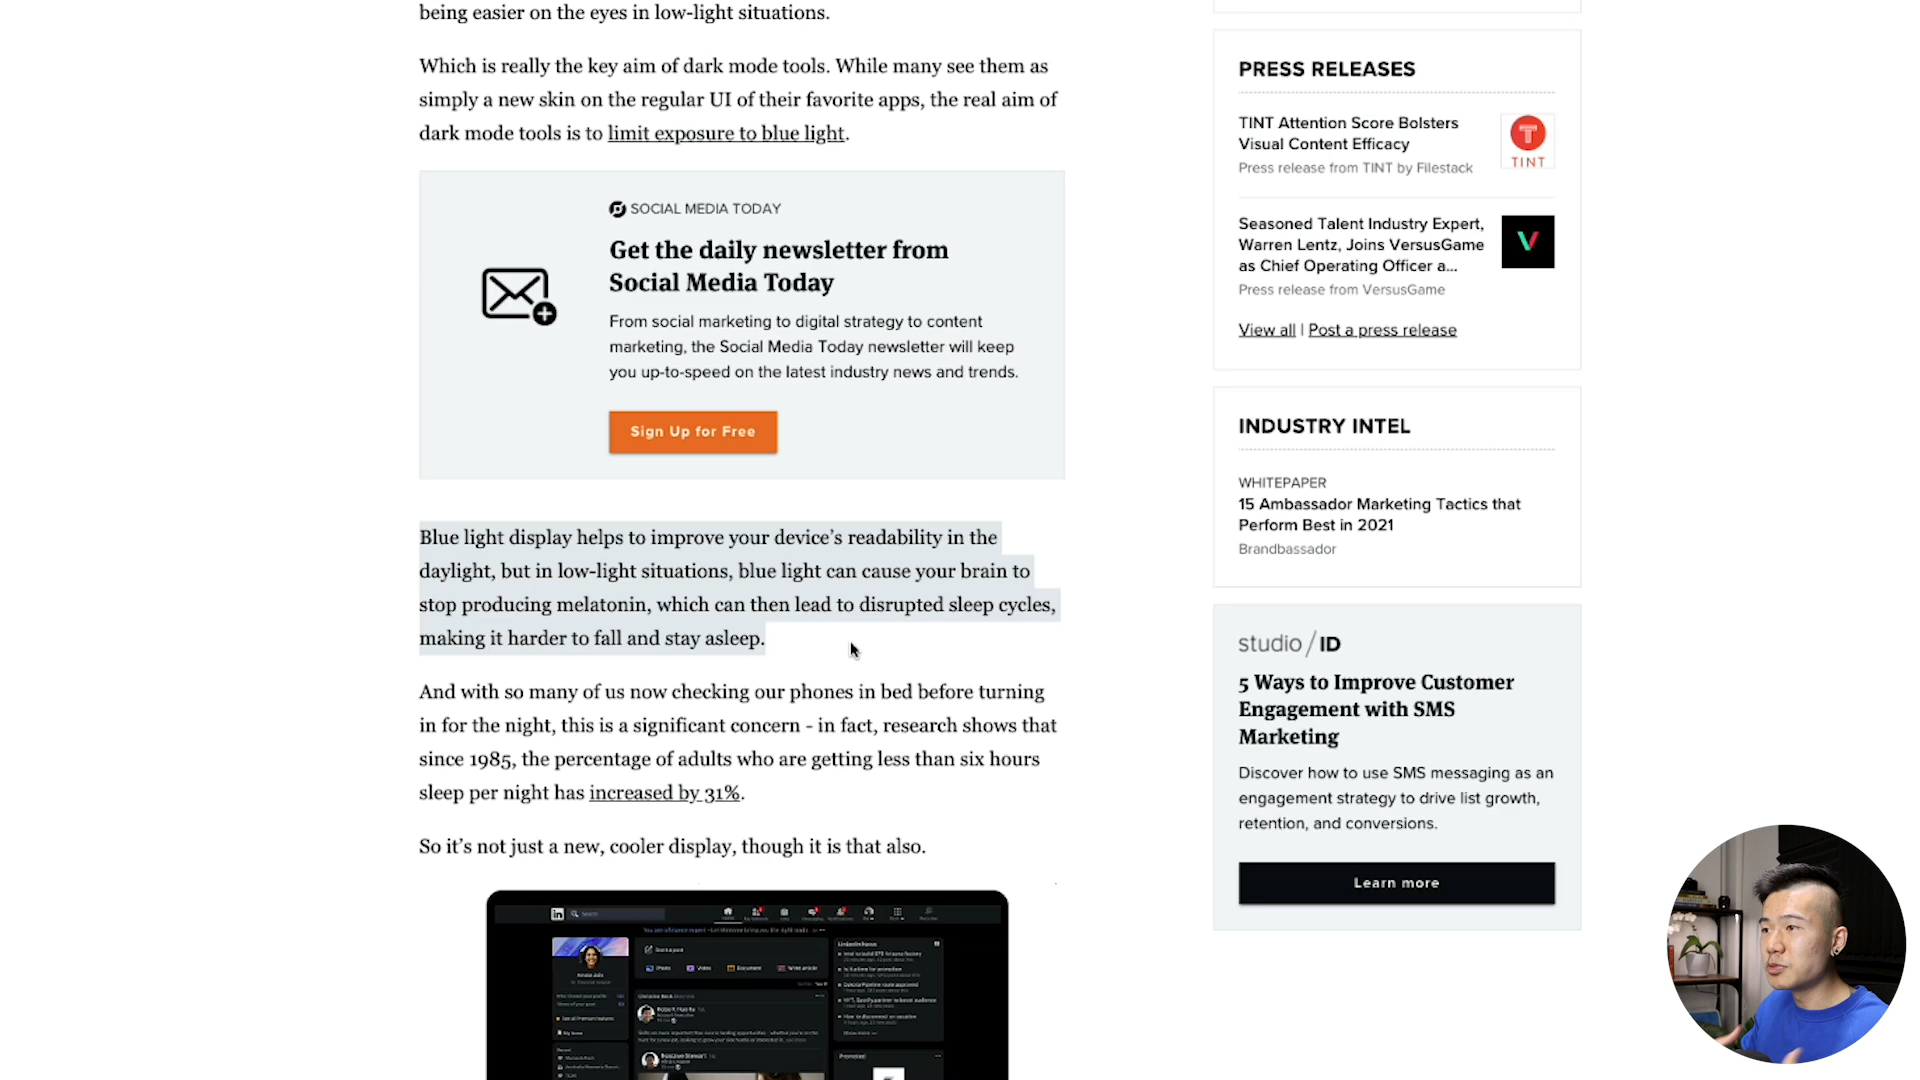 being easier on the eyes in low-light situations.
Which is really the key aim of dark mode tools. While many see them as
simply a new skin on the regular UI of their favorite apps, the real aim of
dark mode tools is to limit exposure to blue light.
SOCIAL MEDIA TODAY
Get the daily newsletter from
Social Media Today
From social marketing to digital strategy to content
marketing, the Social Media Today newsletter will keep
you up-to-speed on the latest industry news and trends.
Sign Up for Free
Blue light display helps to improve your device’s readability in the
daylight, but in low-light situations, blue light can cause your brain to
stop producing melatonin, which can then lead to disrupted sleep cycles,
making it harder to fall and stay asleep.
And with so many of us now checking our phones in bed before turning
in for the night, this is a significant concern - in fact, research shows that
since 1985, the percentage of adults who are getting less than six hours
sleep per night has increased by 31%.
So it’s not just a new, cooler display, though it is that also.
in
Search
Photo
Video
Document
Write article
LinkedIn News
Promoted
PRESS RELEASES
TINT Attention Score Bolsters
Visual Content Efficacy
Press release from TINT by Filestack
T
TINT
Seasoned Talent Industry Expert,
Warren Lentz, Joins VersusGame
as Chief Operating Officer a...
Press release from VersusGame
V
View all | Post a press release
INDUSTRY INTEL
WHITEPAPER
15 Ambassador Marketing Tactics that
Perform Best in 2021
Brandbassador
studio/ID
5 Ways to Improve Customer
Engagement with SMS
Marketing
Discover how to use SMS messaging as an
engagement strategy to drive list growth,
retention, and conversions.
Learn more